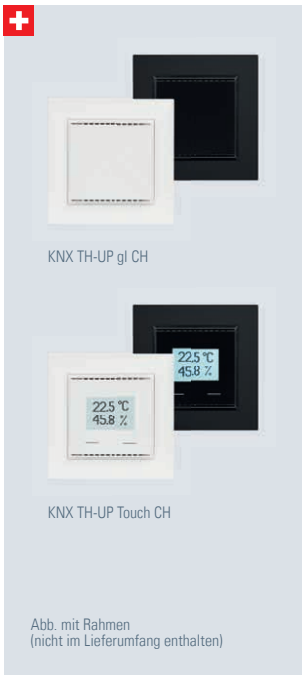 KNX TH-UP gl CH
22.5 °C
45.8 %
22.5 °C
45.8 %
KNX TH-UP Touch CH
Abb. mit Rahmen
(nicht im Lieferumfang enthalten)